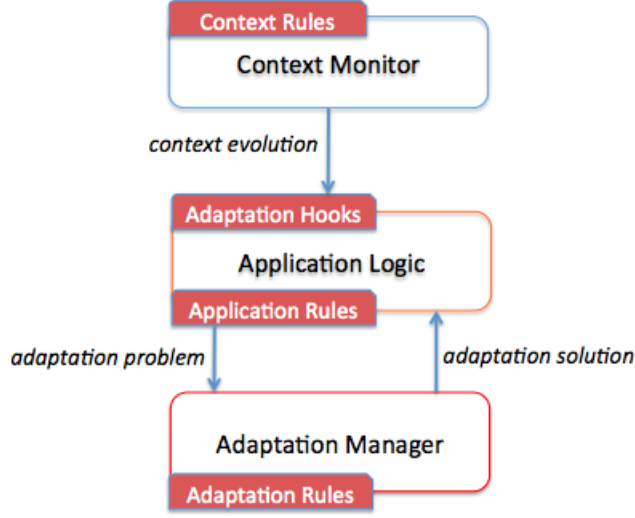 Context Rules
Context Monitor
context evolution
Adaptation Hooks
Application Logic
Application Rules
adaptation problem
adaptation solution
Adaptation Manager
Adaptation Rules